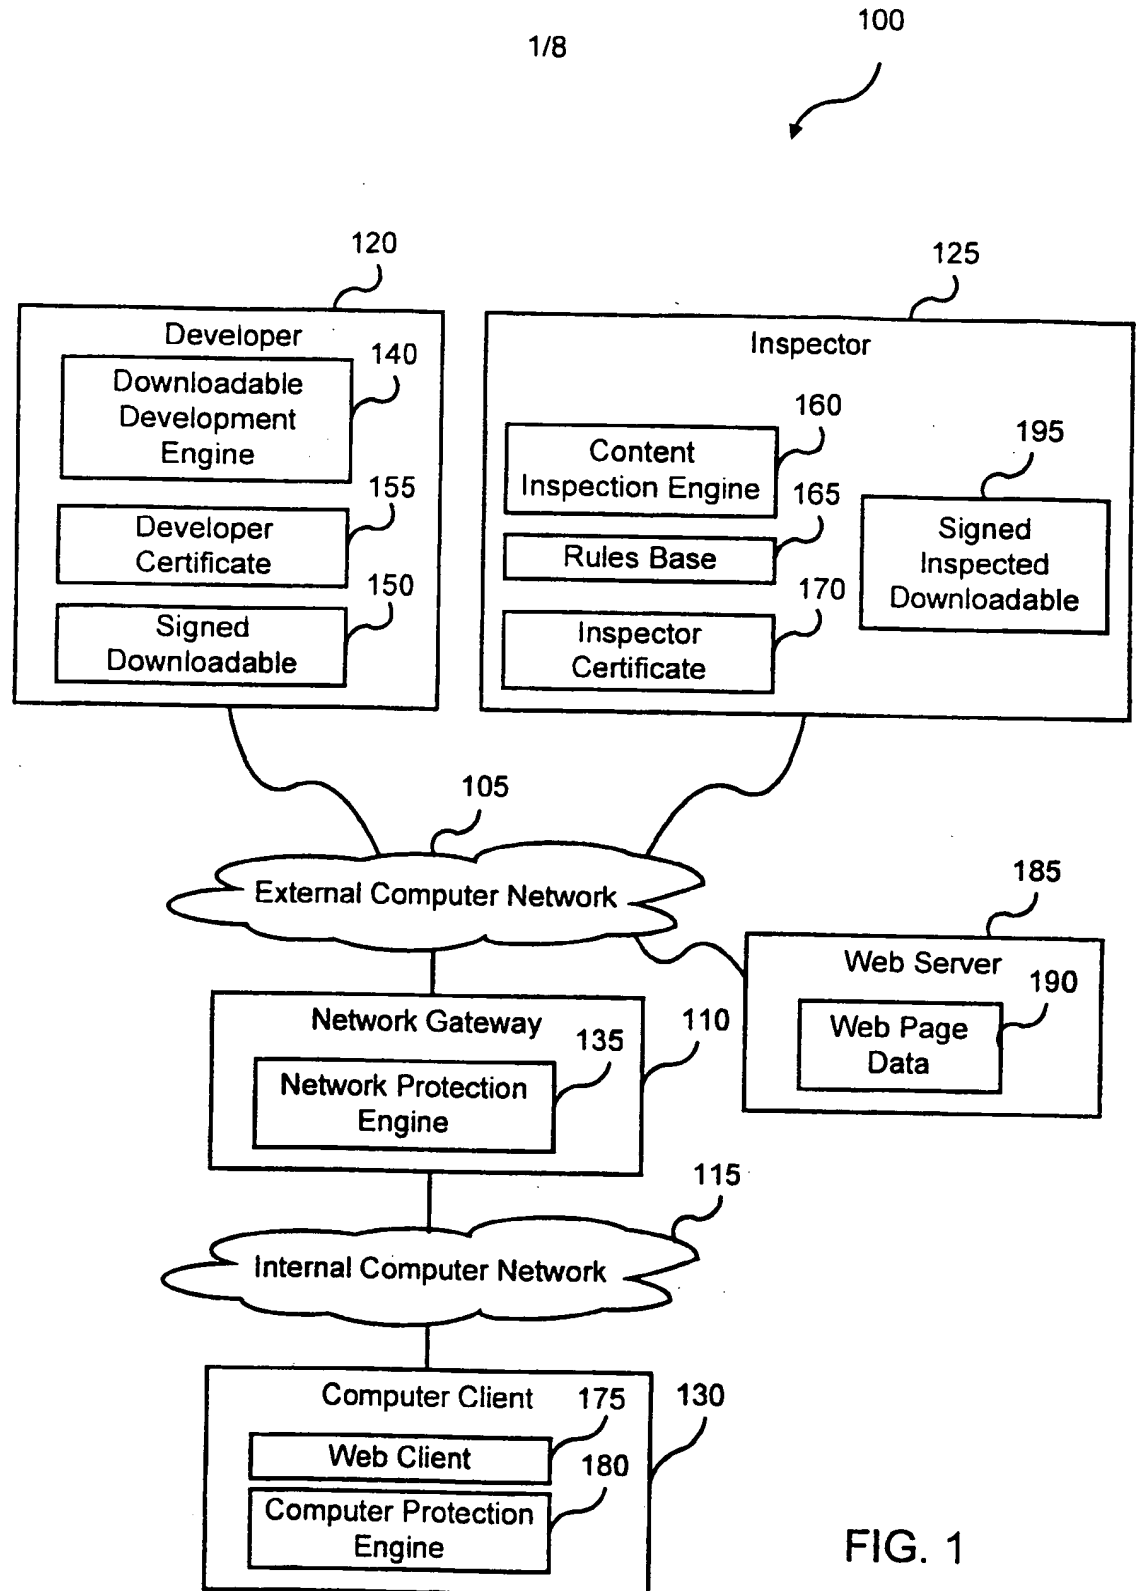 1/8
100
120
Developer
140
Downloadable
Development
Engine
155
Developer
Certificate
150
Signed
Downloadable
125
Inspector
160
Content
Inspection Engine
165
Rules Base
170
Inspector
Certificate
195
Signed
Inspected
Downloadable
105
External Computer Network
185
Web Server
190
Web Page
Data
Network Gateway
110
135
Network Protection
Engine
115
Internal Computer Network
Computer Client
130
175
Web Client
180
Computer Protection
Engine
FIG. 1